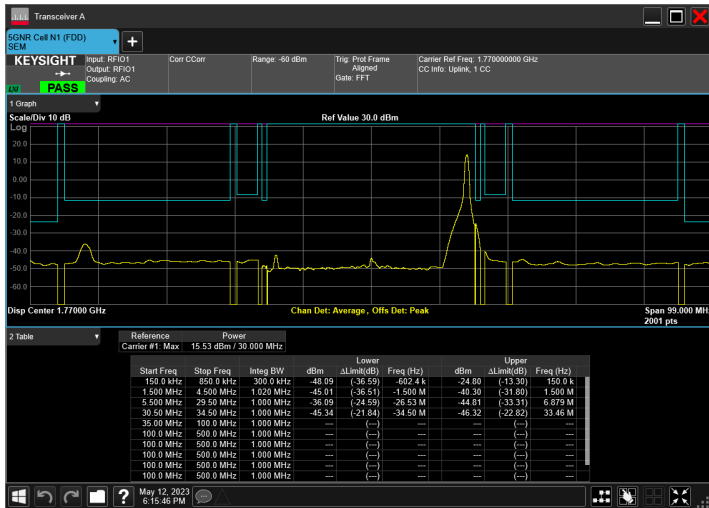 Transceiver A
5GNR Cell N1 (FDD)
SEM
KEYSIGHT
Input: RFIO1
Output: RFIO1
Coupling: AC
Corr CCorr
Range: -60 dBm
Trig: Prot Frame
Aligned
Gate: FFT
Carrier Ref Freq: 1.770000000 GHz
CC Info: Uplink, 1 CC
LXI
PASS
1 Graph
Scale/Div 10 dB
Ref Value 30.0 dBm
Log
20.0
10.0
0.00
-10.0
-20.0
-30.0
-40.0
-50.0
-60.0
Disp Center 1.77000 GHz
Chan Det: Average, Offs Det: Peak
Span 99.000 MHz
2001 pts
2 Table
Reference Power
Carrier #1: Max 15.53 dBm / 30.000 MHz
Lower Upper
Start Freq Stop Freq Integ BW dBm ΔLimit(dB) Freq (Hz) dBm ΔLimit(dB) Freq (Hz)
150.0 kHz 850.0 kHz 300.0 kHz -48.09 (-36.59) -602.4 k -24.80 (-13.30) 150.0 k
1.500 MHz 4.500 MHz 1.020 MHz -45.01 (-36.51) -1.500 M -40.30 (-31.80) 1.500 M
5.500 MHz 29.50 MHz 1.000 MHz -36.09 (-24.59) -26.53 M -44.81 (-33.31) 6.879 M
30.50 MHz 34.50 MHz 1.000 MHz -45.34 (-21.84) -34.50 M -46.32 (-22.82) 33.46 M
35.00 MHz 100.0 MHz 1.000 MHz --- (---) --- --- (---) ---
100.0 MHz 500.0 MHz 1.000 MHz --- (---) --- --- (---) ---
100.0 MHz 500.0 MHz 1.000 MHz --- (---) --- --- (---) ---
100.0 MHz 500.0 MHz 1.000 MHz --- (---) --- --- (---) ---
100.0 MHz 500.0 MHz 1.000 MHz --- (---) --- --- (---) ---
100.0 MHz 500.0 MHz 1.000 MHz --- (---) --- --- (---) ---
?
May 12, 2023
6:15:46 PM